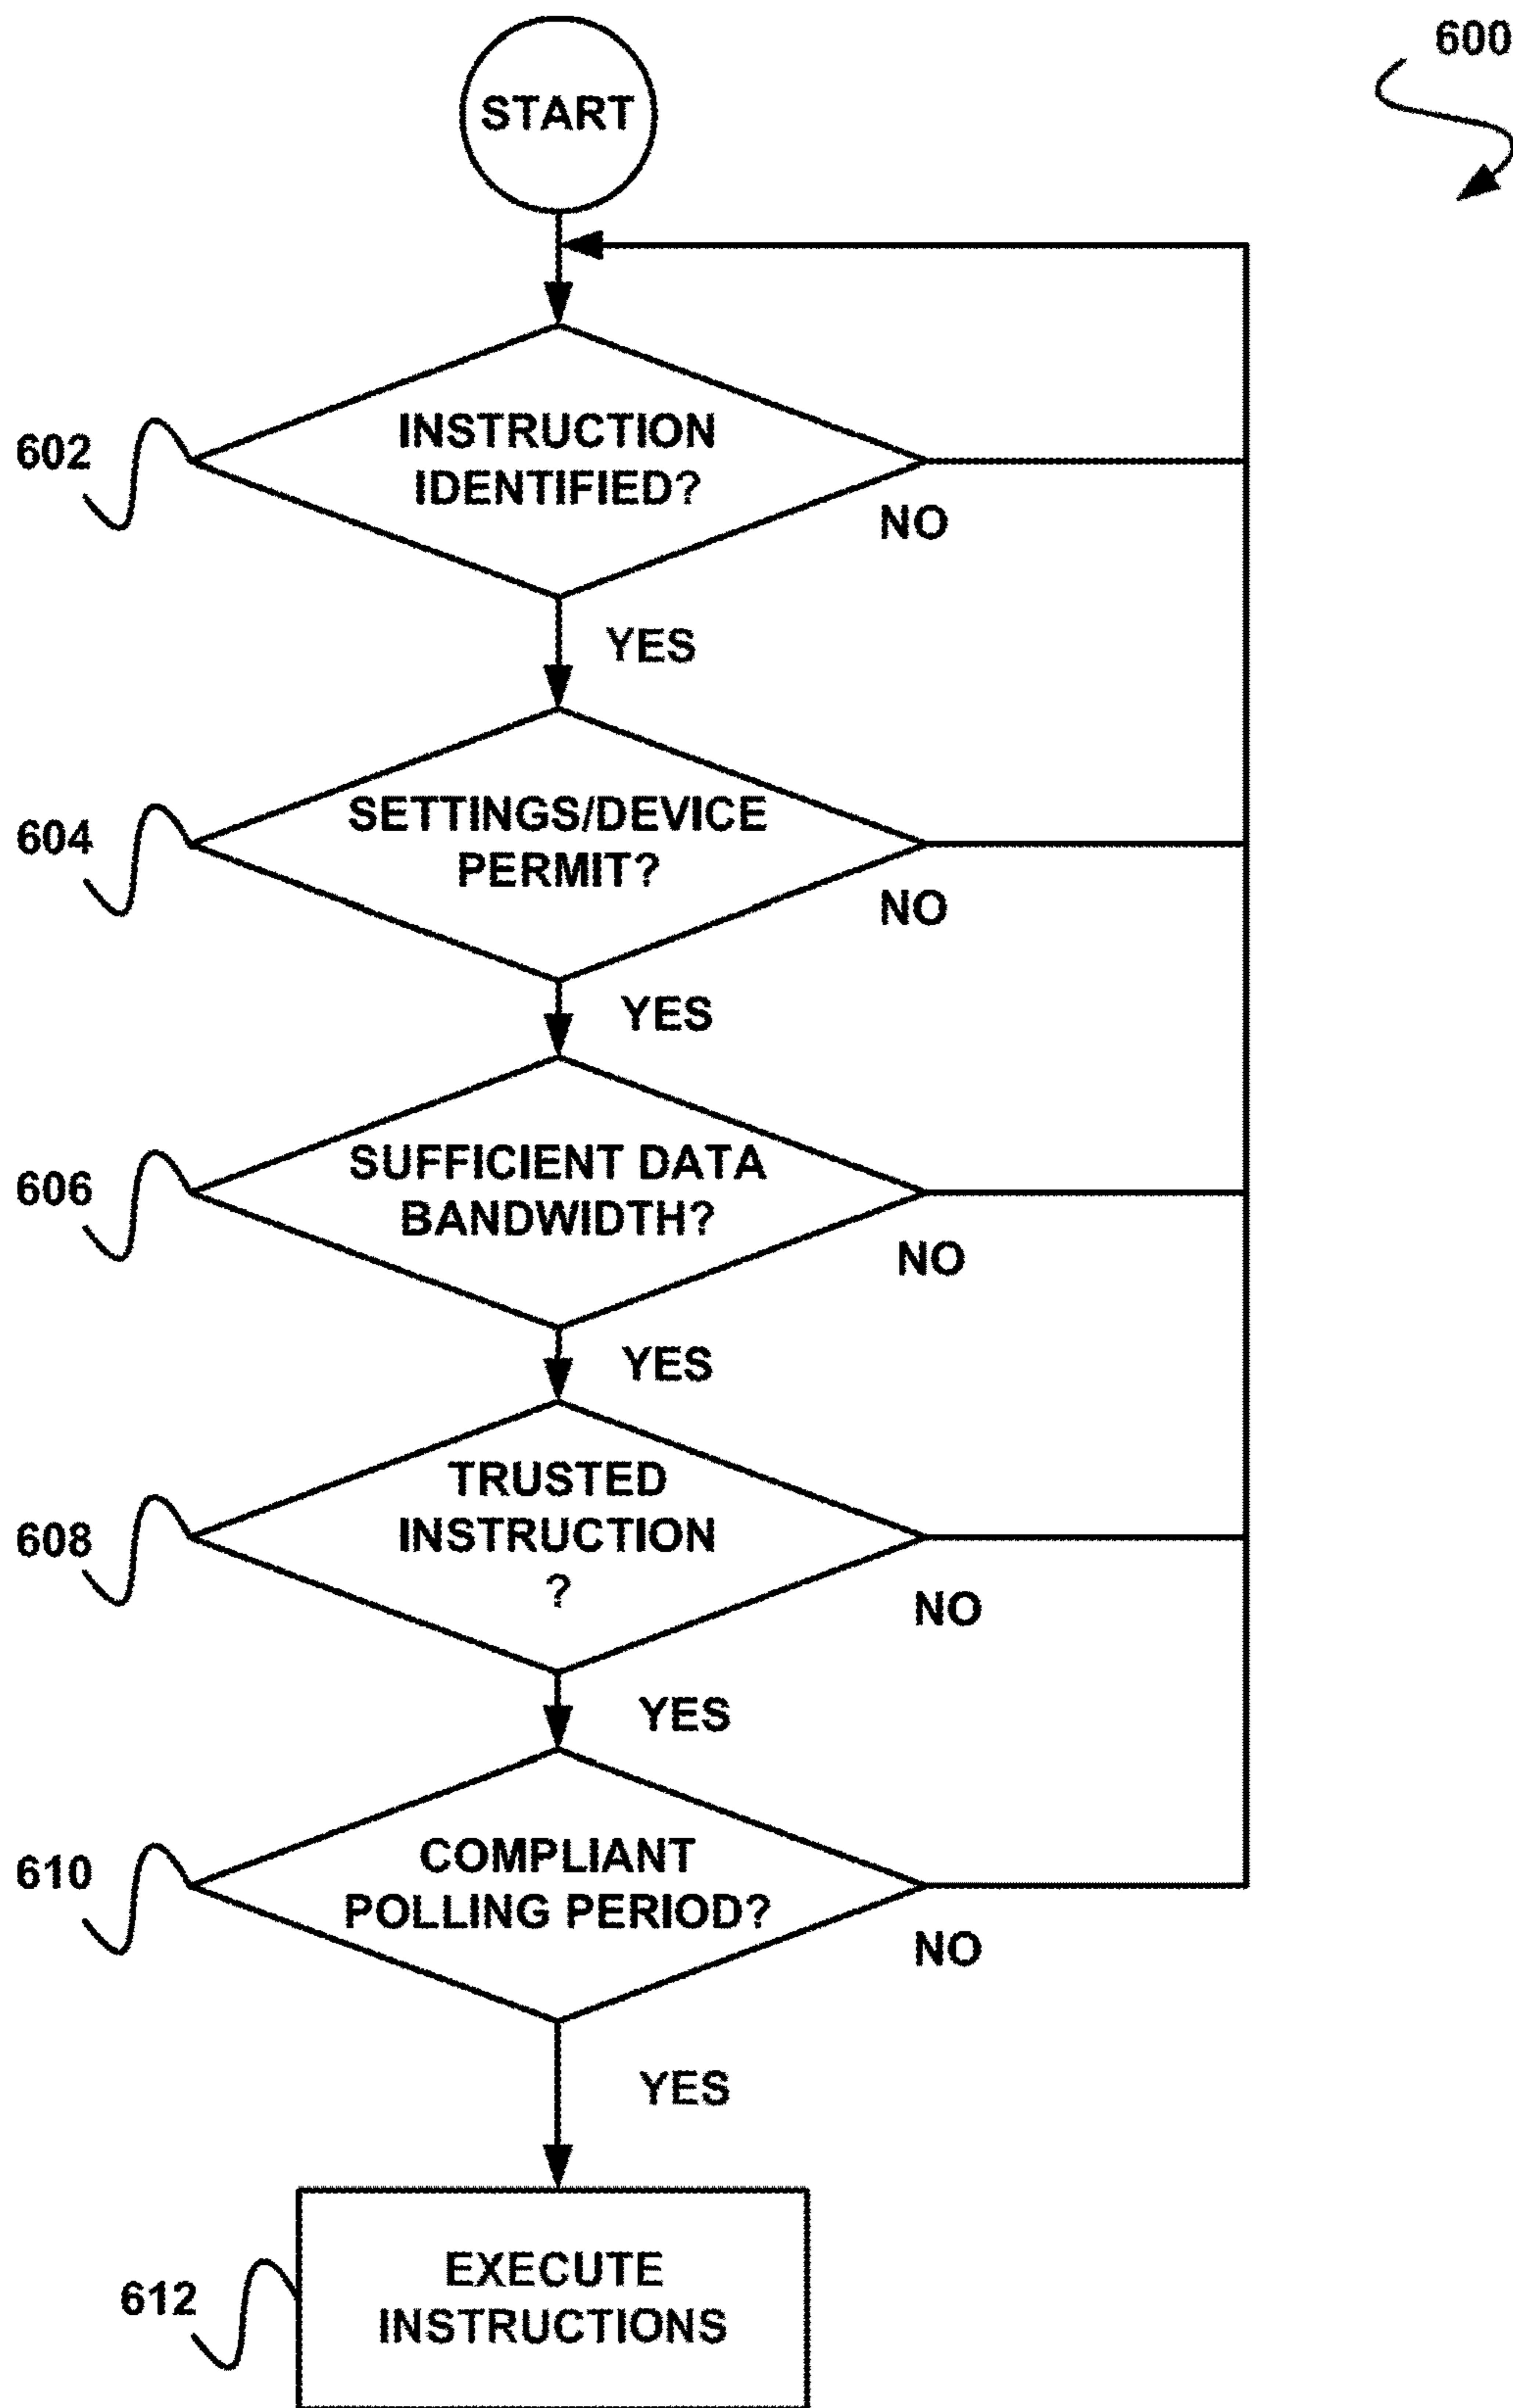 600
START
602
INSTRUCTION
IDENTIFIED?
NO
YES
604
SETTINGS/DEVICE
PERMIT?
NO
YES
606
SUFFICIENT DATA
BANDWIDTH?
NO
YES
608
TRUSTED
INSTRUCTION
?
NO
YES
610
COMPLIANT
POLLING PERIOD?
NO
YES
612
EXECUTE
INSTRUCTIONS